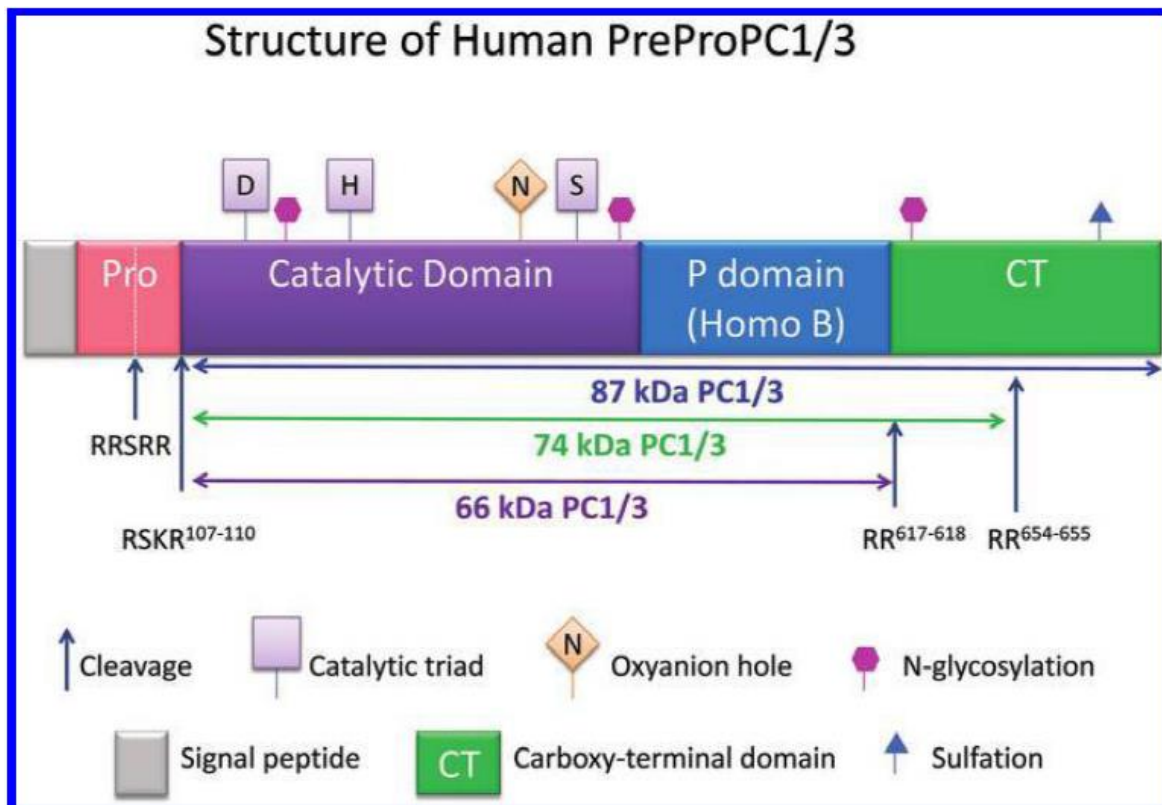 Structure of Human PreProPC1/3
D
H
N
S
Pro
Catalytic Domain
P domain
(Homo B)
CT
87 kDa PC1/3
74 kDa PC1/3
66 kDa PC1/3
RRSRR
RSKR107-110
RR617-618
RR654-655
Cleavage
Catalytic triad
N
Oxyanion hole
N-glycosylation
Signal peptide
CT
Carboxy-terminal domain
Sulfation